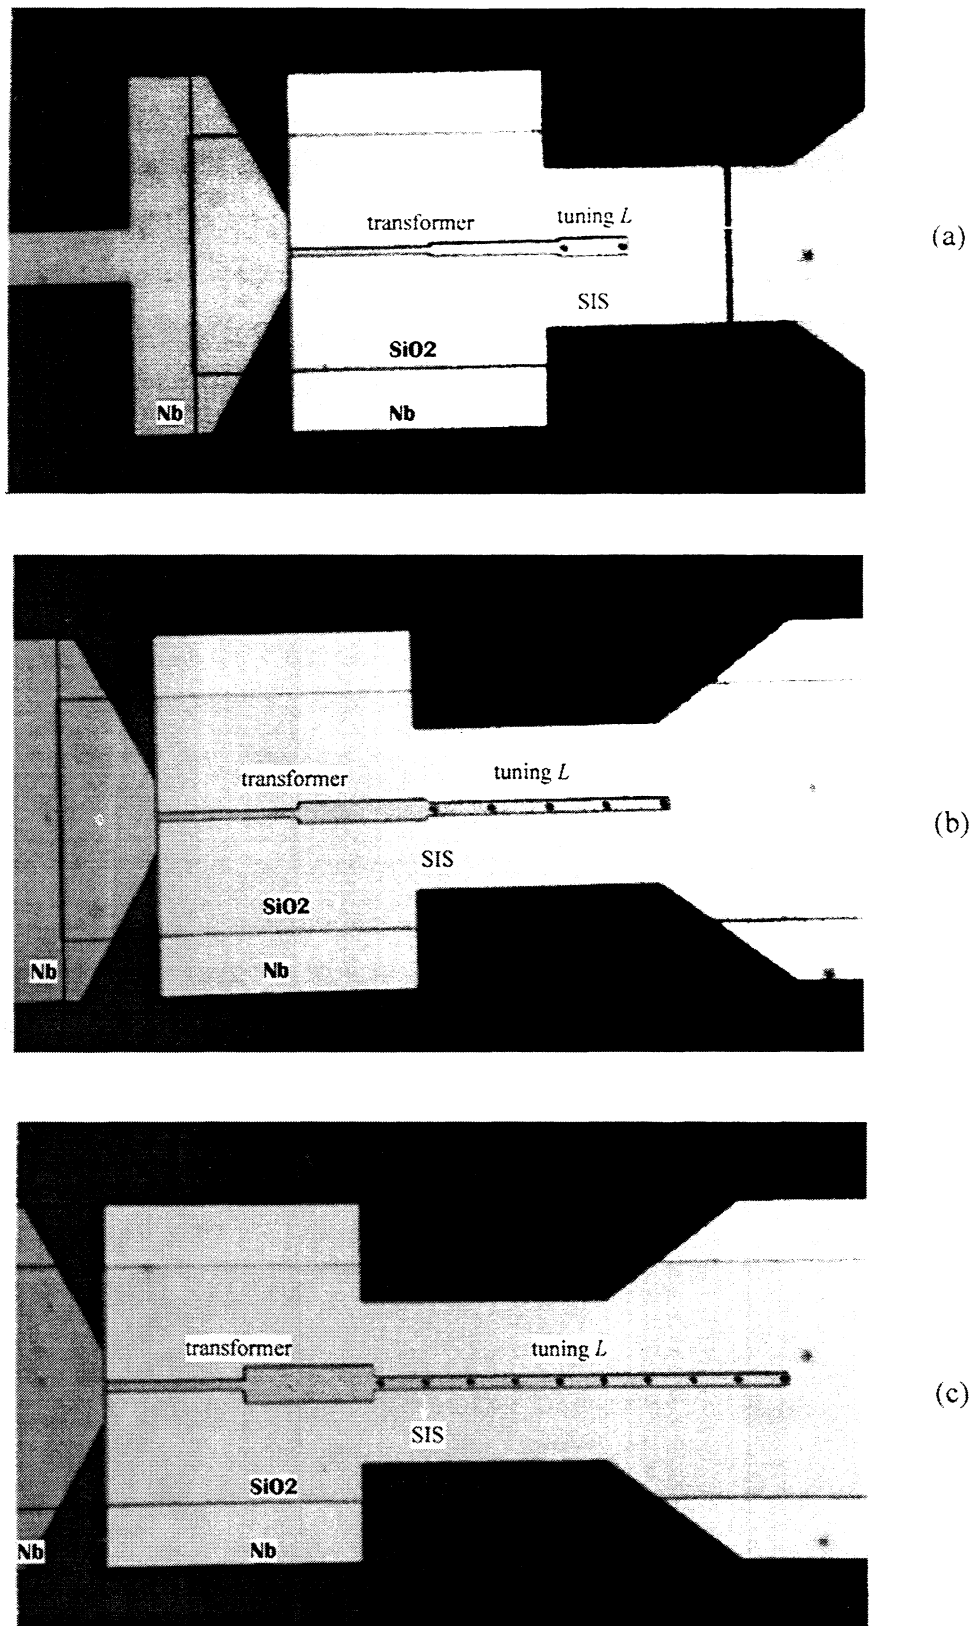 transformer
tuning L
(a)
SIS
SiO2
Nb
Nb
transformer
tuning L
(b)
SIS
SiO2
Nb
Nb
transformer
tuning L
(c)
SIS
SiO2
Nb
Nb